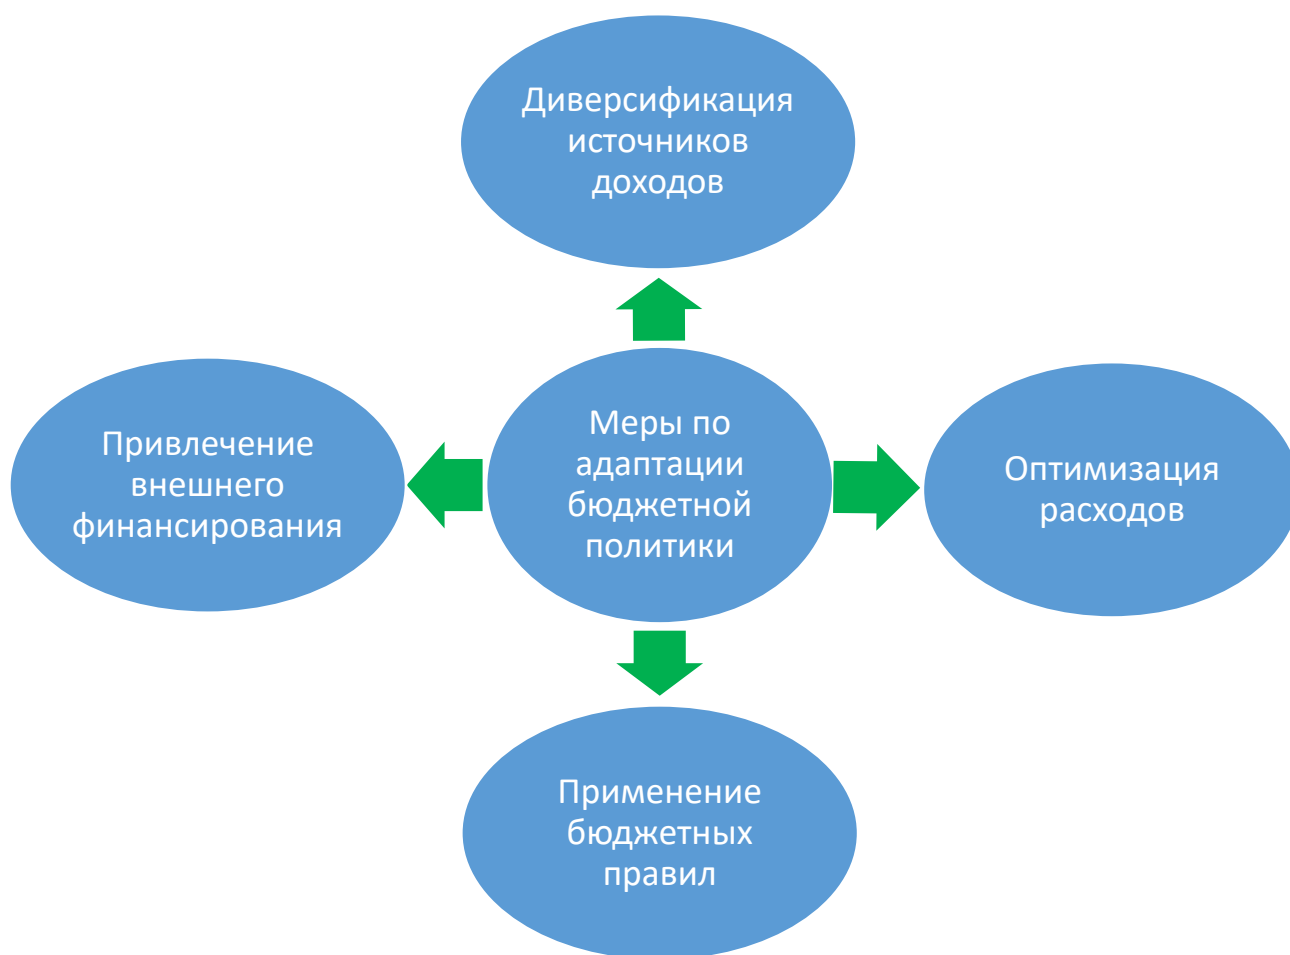 Диверсификация
источников
доходов
Привлечение
внешнего
финансирования
Меры по
адаптации
бюджетной
политики
Оптимизация
расходов
Применение
бюджетных
правил